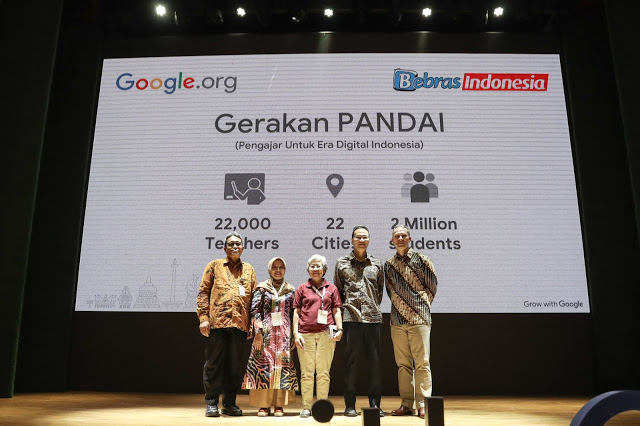 Google.org
Bebras Indonesia
Gerakan PANDAI
(Pengajar Untuk Era Digital Indonesia)
22,000
Teachers
22
Cities
2 Million
students
Grow with Google